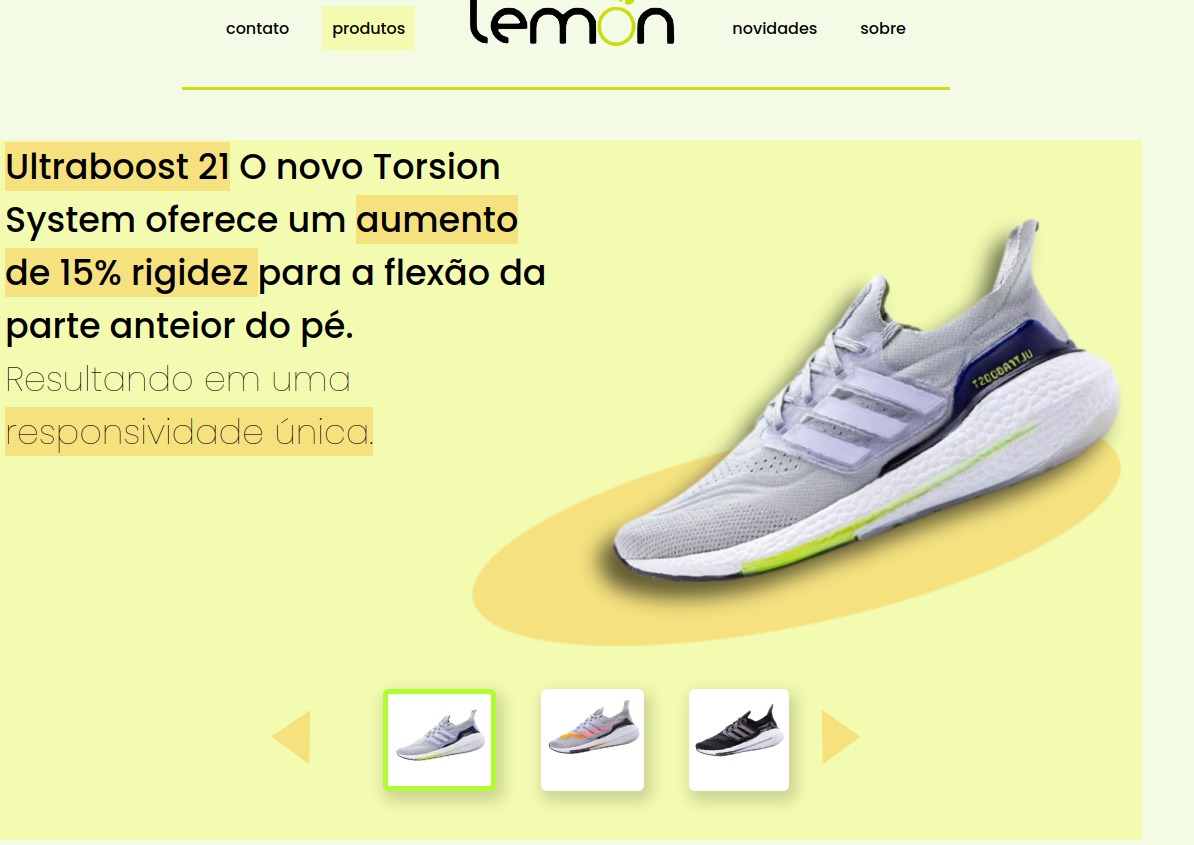 contato produtos lemon novidades sobre
Ultraboost 21 O novo Torsion
System oferece um aumento
de 15% rigidez para a flexão da
parte anteior do pé.
Resultando em uma
responsividade única.
ULTRABOOST